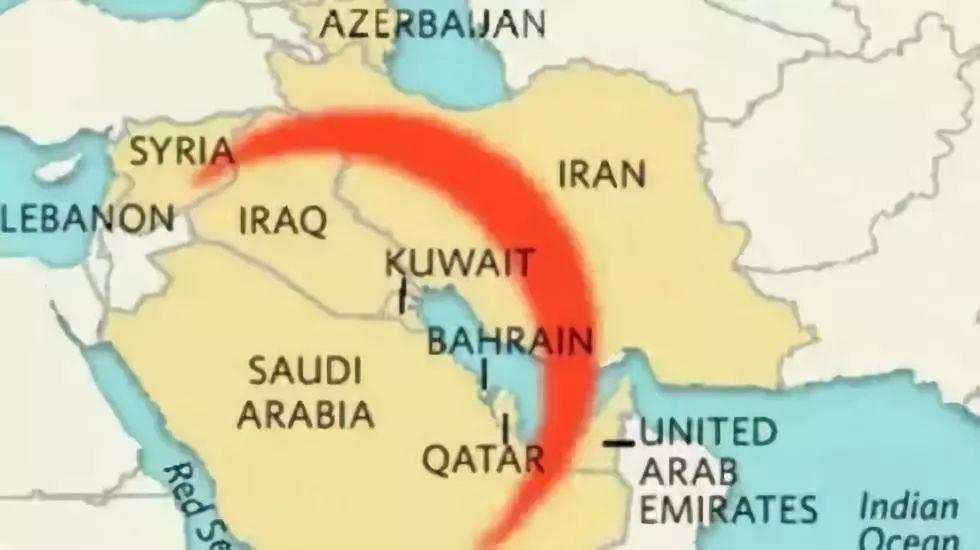 AZERBAIJAN
SYRIA
IRAN
LEBANON
IRAQ
KUWAIT
BAHRAIN
SAUDI
ARABIA
QATAR
UNITED
ARAB
EMIRATES
Red Se
Indian
Ocean